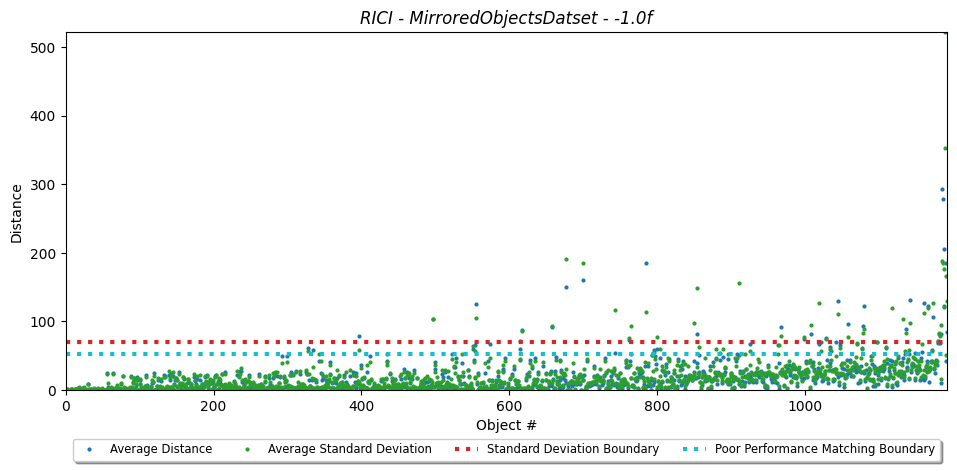 RICI - MirroredObjectsDatset - -1.0f
500
400
300
200
100
0
Distance
0 200 400 600 800 1000
Object #
Average Distance Average Standard Deviation Standard Deviation Boundary Poor Performance Matching Boundary